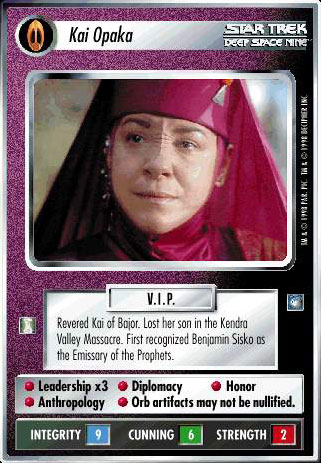 Kai Opaka
STAR TREK
DEEP SPACE NINE
TM & © 1998 PAR. PIC. TM & © 1998 DECIPHER INC.
V.I.P.
Revered Kai of Bajor. Lost her son in the Kendra
Valley Massacre. First recognized Benjamin Sisko as
the Emissary of the Prophets.
Leadership x3 Diplomacy Honor
Anthropology Orb artifacts may not be nullified.
INTEGRITY 9 CUNNING 6 STRENGTH 2